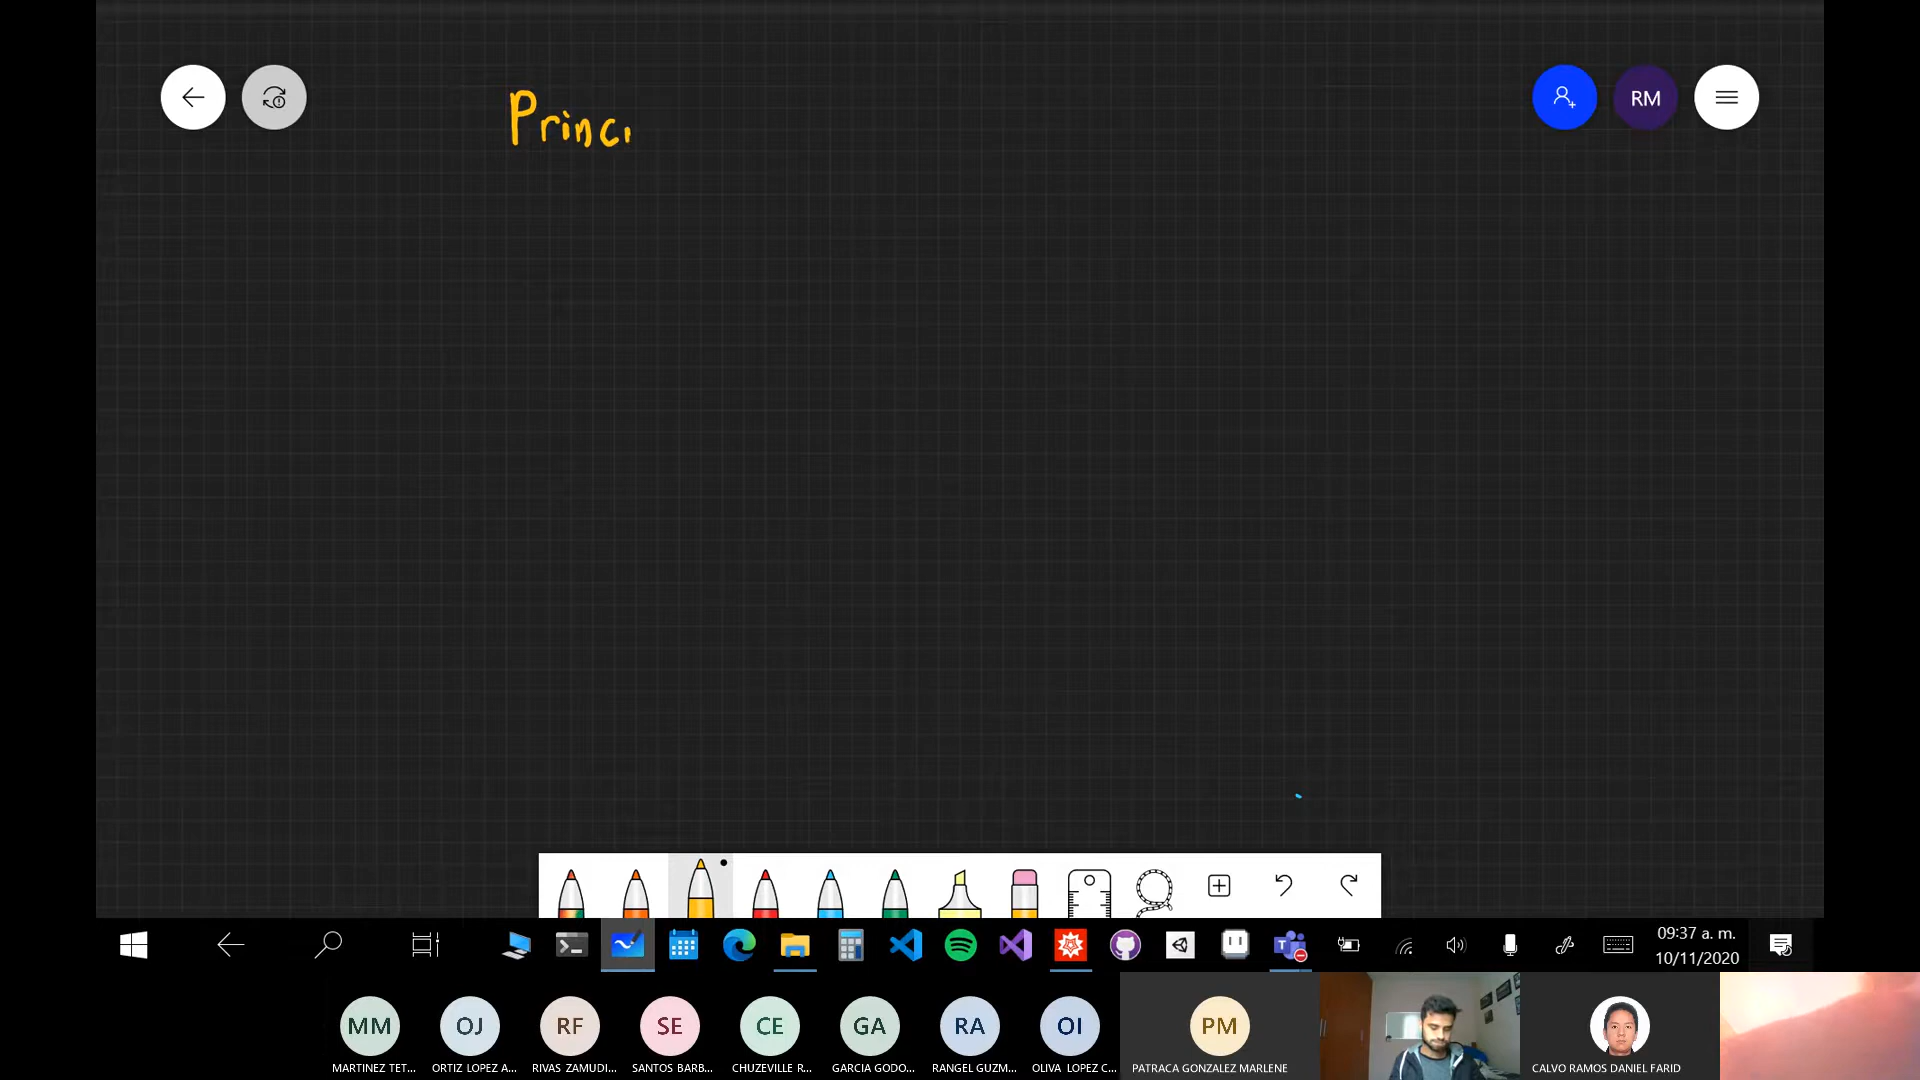 Princi
RM
09:37 a. m.
10/11/2020
MM
OJ
RF
SE
CE
GA
RA
OI
PM
MARTINEZ TET...
ORTIZ LOPEZ A...
RIVAS ZAMUDI...
SANTOS BARB...
CHUZEVILLE R...
GARCIA GODO...
RANGEL GUZM...
OLIVA LOPEZ C...
PATRACA GONZALEZ MARLENE
CALVO RAMOS DANIEL FARID